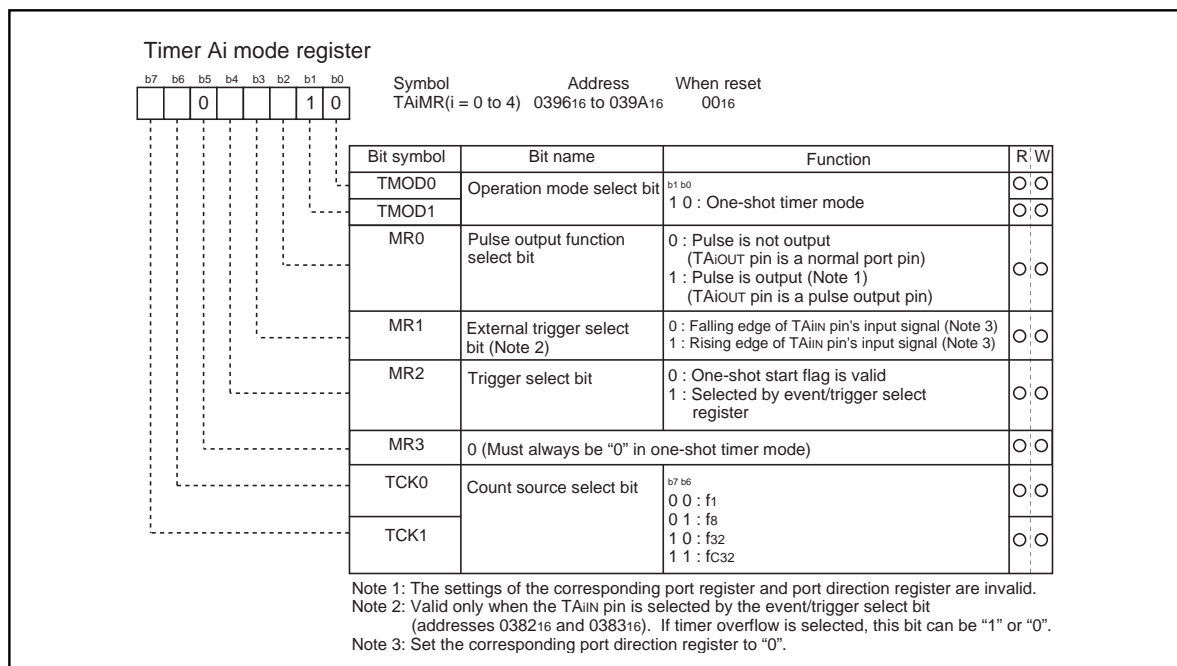 Timer Ai mode register
b7 b6 b5 b4 b3 b2 b1 b0
0 1 0
Symbol Address When reset
TAiMR(i = 0 to 4) 039616 to 039A16 0016
Bit symbol Bit name Function R W
TMOD0 Operation mode select bit b1 b0
1 0 : One-shot timer mode
TMOD1
MR0 Pulse output function select bit 0 : Pulse is not output
(TAiOUT pin is a normal port pin)
1 : Pulse is output (Note 1)
(TAiOUT pin is a pulse output pin)
MR1 External trigger select bit (Note 2) 0 : Falling edge of TAiIN pin's input signal (Note 3)
1 : Rising edge of TAiIN pin's input signal (Note 3)
MR2 Trigger select bit 0 : One-shot start flag is valid
1 : Selected by event/trigger select
register
MR3 0 (Must always be “0” in one-shot timer mode)
TCK0 Count source select bit b7 b6
0 0 : f1
0 1 : f8
TCK1 1 0 : f32
1 1 : fC32
Note 1: The settings of the corresponding port register and port direction register are invalid.
Note 2: Valid only when the TAiIN pin is selected by the event/trigger select bit
(addresses 038216 and 038316). If timer overflow is selected, this bit can be “1” or “0”.
Note 3: Set the corresponding port direction register to “0”.